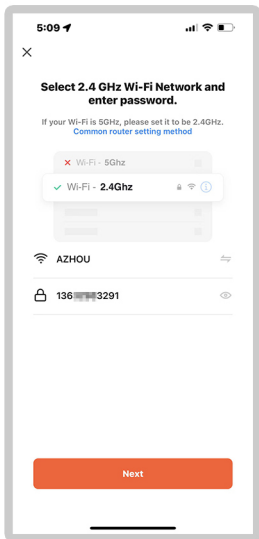 5:09
Select 2.4 GHz Wi-Fi Network and
enter password.
If your Wi-Fi is 5GHz, please set it to be 2.4GHz.
Common router setting method
Wi-Fi - 5Ghz
Wi-Fi - 2.4Ghz
AZHOU
136 3291
Next